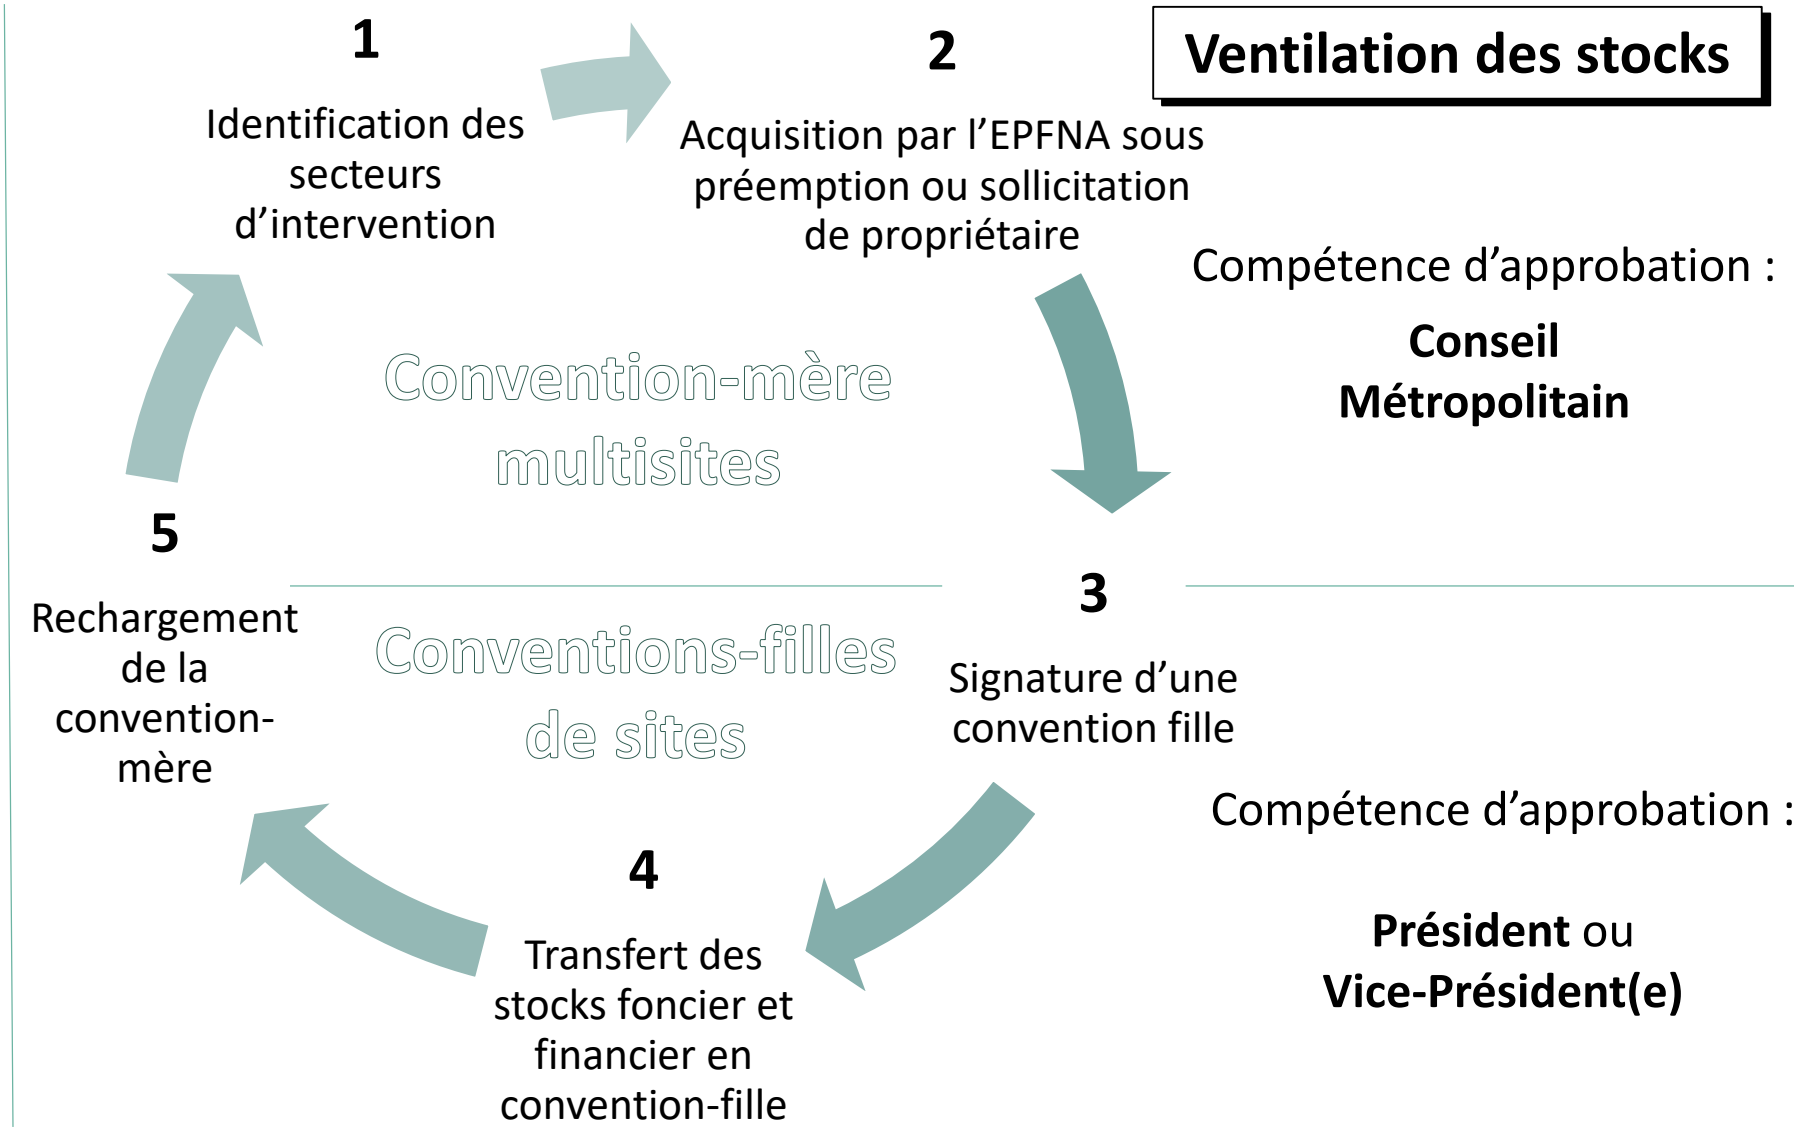 Ventilation des stocks
1
Identification des
secteurs
d’intervention
2
Acquisition par l’EPFNA sous
préemption ou sollicitation
de propriétaire
Compétence d’approbation :
Conseil
Métropolitain
Convention-mère
multisites
3
Signature d’une
convention fille
Conventions-filles
de sites
Compétence d’approbation :
Président ou
Vice-Président(e)
4
Transfert des
stocks foncier et
financier en
convention-fille
5
Rechargement
de la
convention-
mère